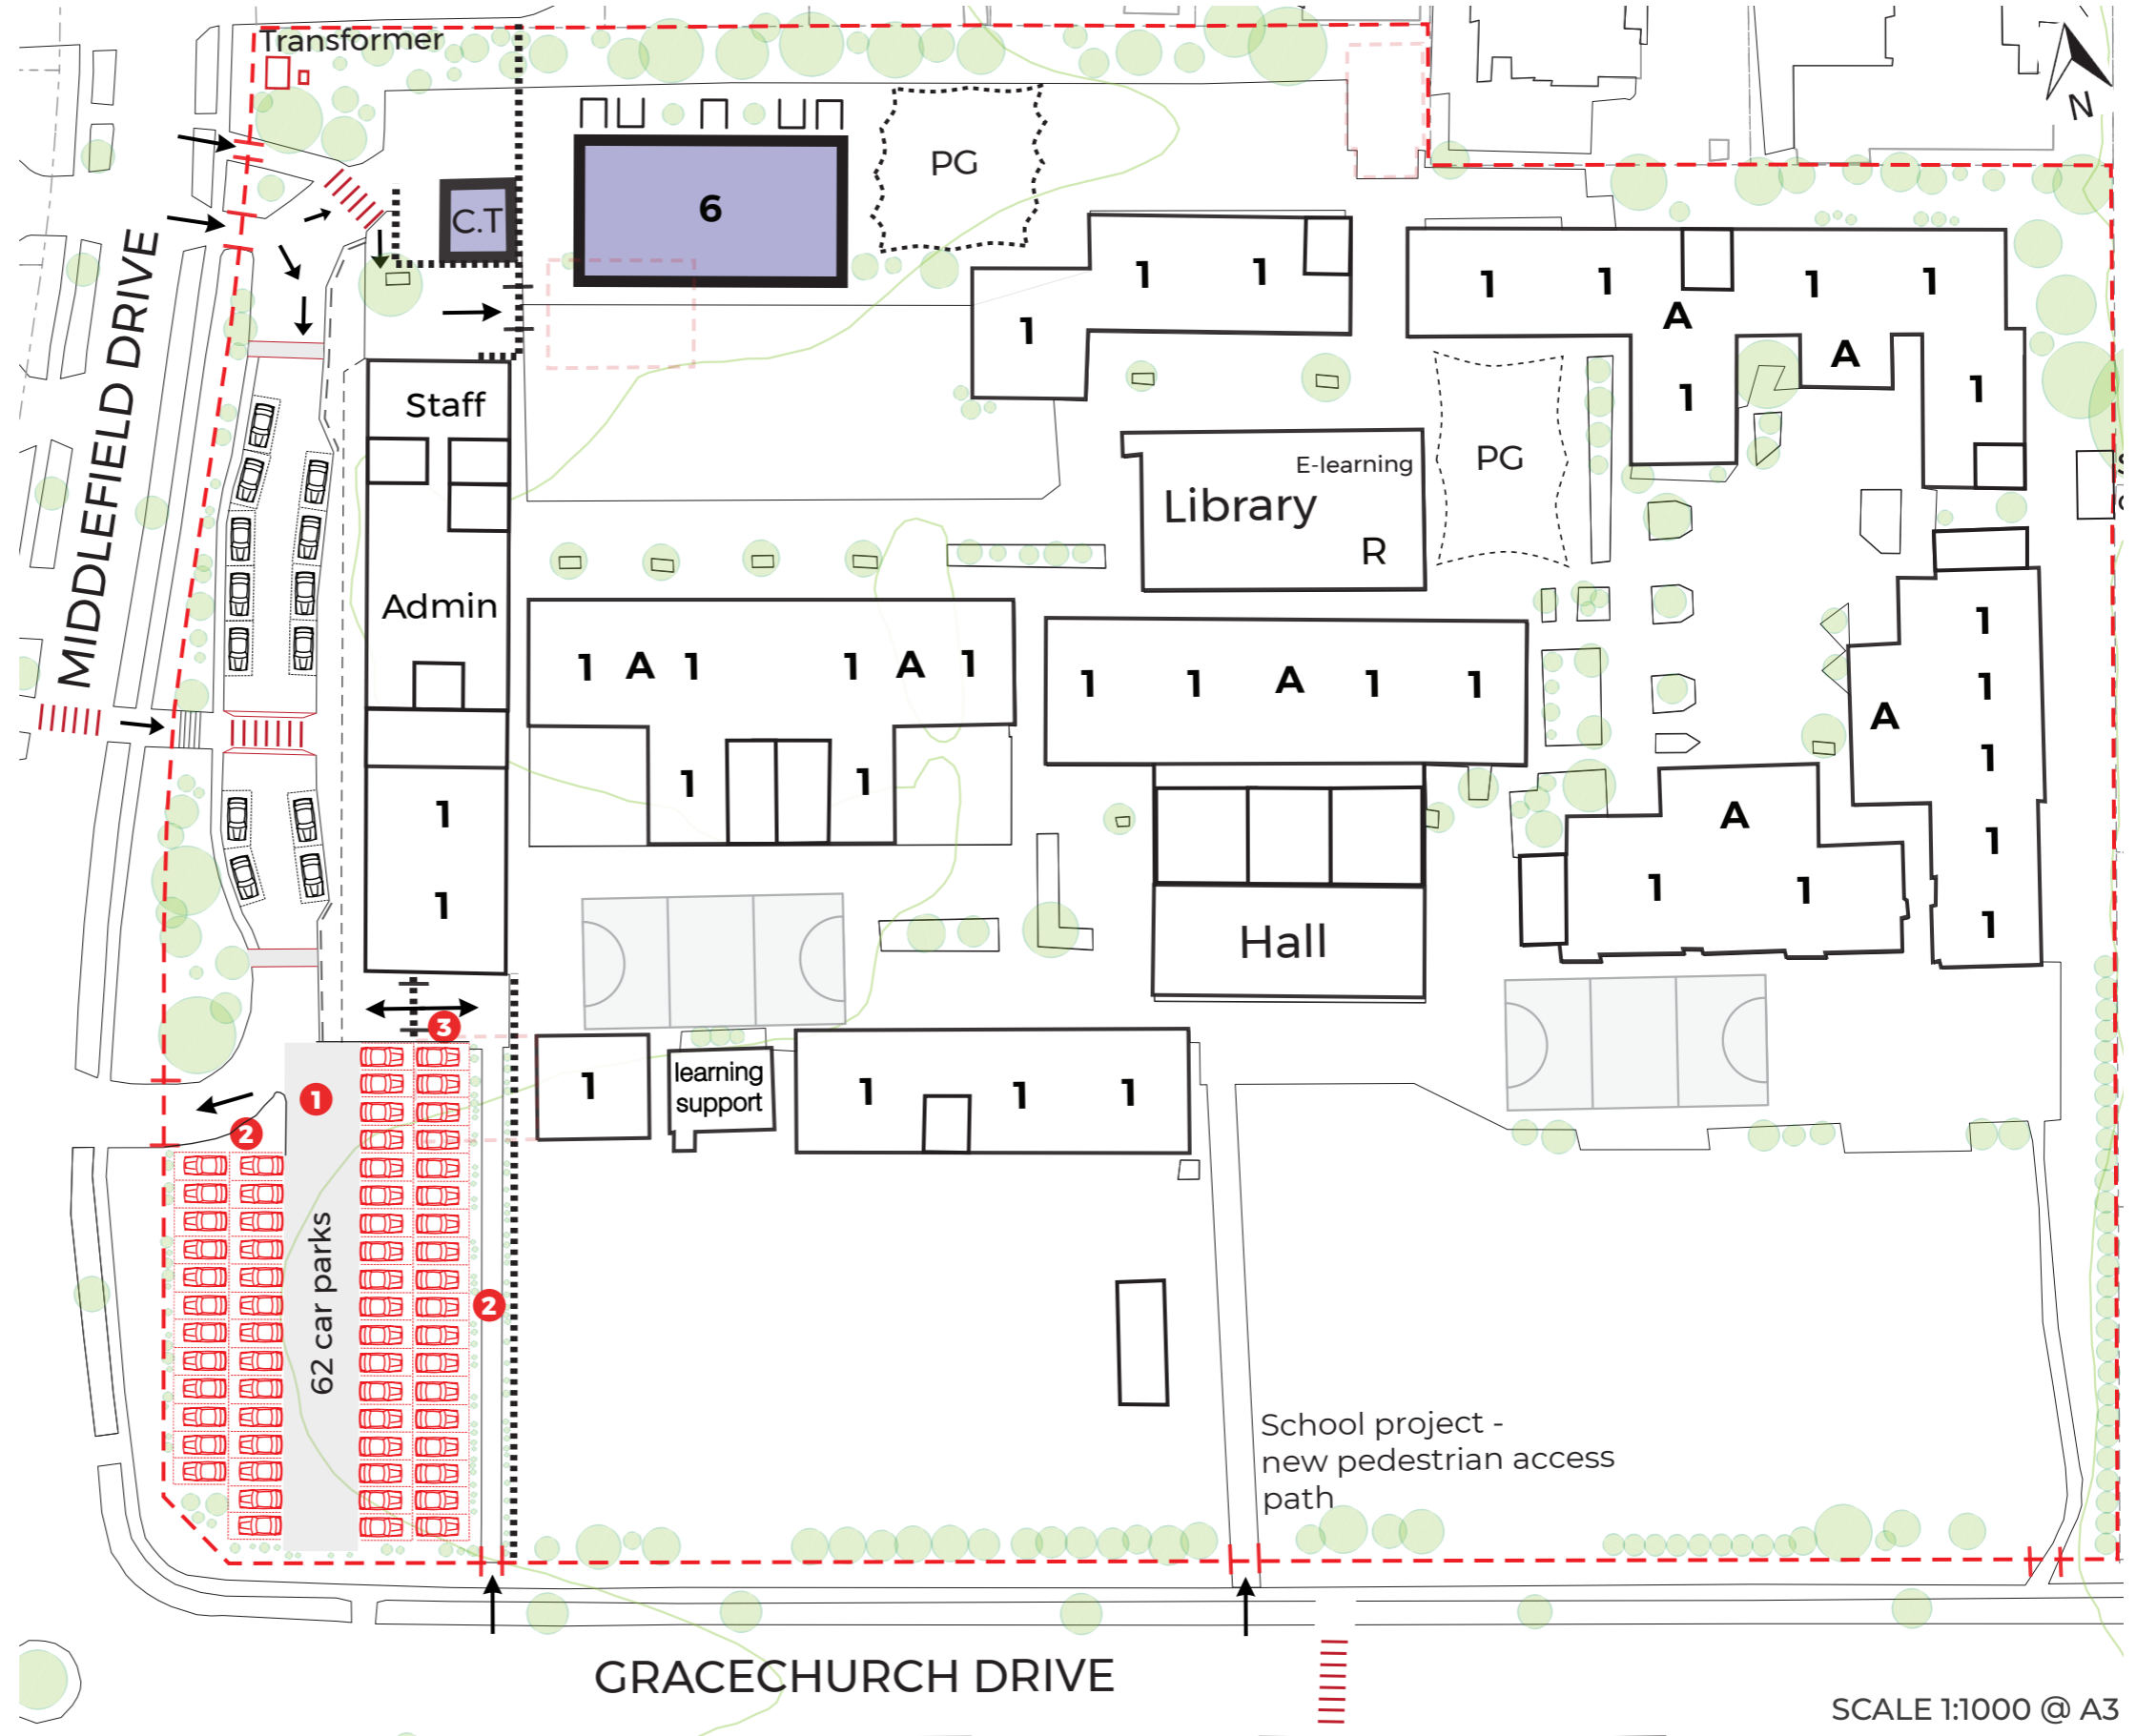 Transformer
N
PG
6
C.T
1 1
1
1 1 1 1
A
A
1 1
MIDDLEFIELD DRIVE
Staff
E-learning
Library
R
PG
Admin
1 A 1 1 A 1
1 1 A 1 1
1 1
1
1
A
1
1
1
A
1 1
1
1
Hall
3
1
2
1
learning
support
1 1 1
62 car parks
2
School project -
new pedestrian access
path
GRACECHURCH DRIVE
SCALE 1:1000 @ A3